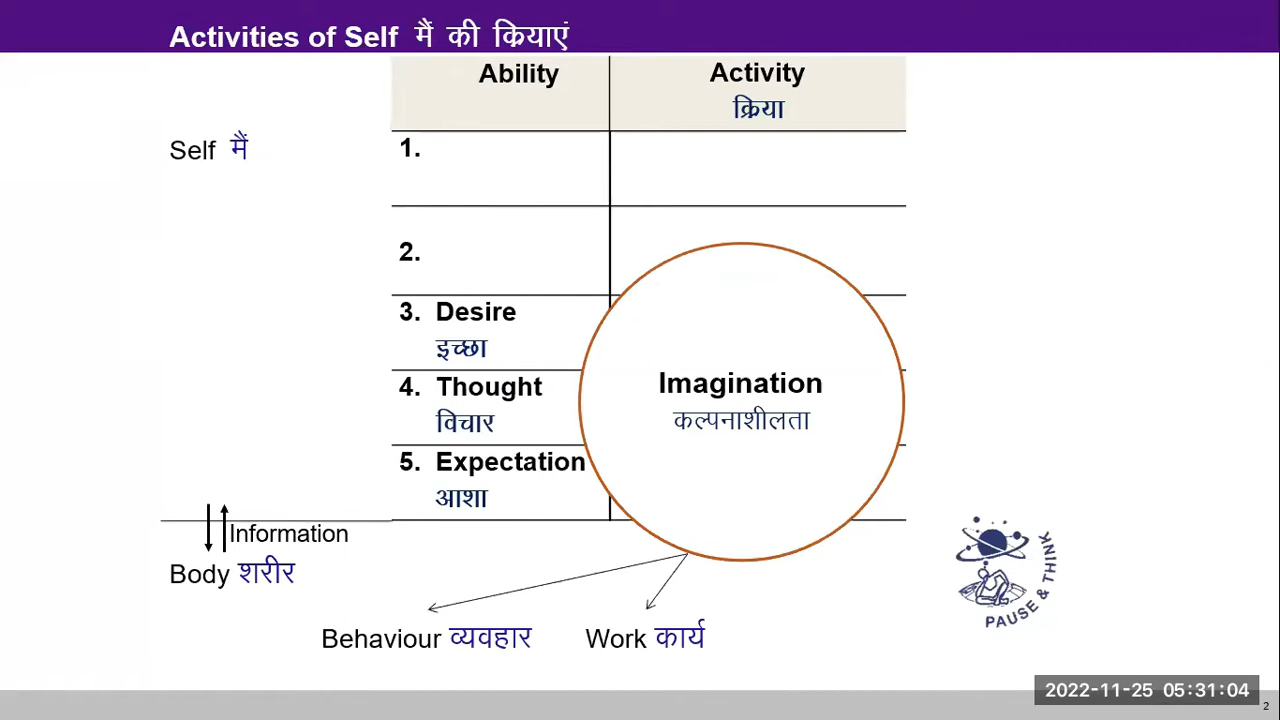 Activities of Self मैं की क्रियाएं
Ability
Activity
क्रिया
Self मैं
1.
2.
3. Desire
इच्छा
4. Thought
विचार
5. Expectation
आशा
Imagination
कल्पनाशीलता
Information
Body शरीर
Behaviour व्यवहार
Work कार्य
PAUSE & THINK
2022-11-25 05:31:04
2